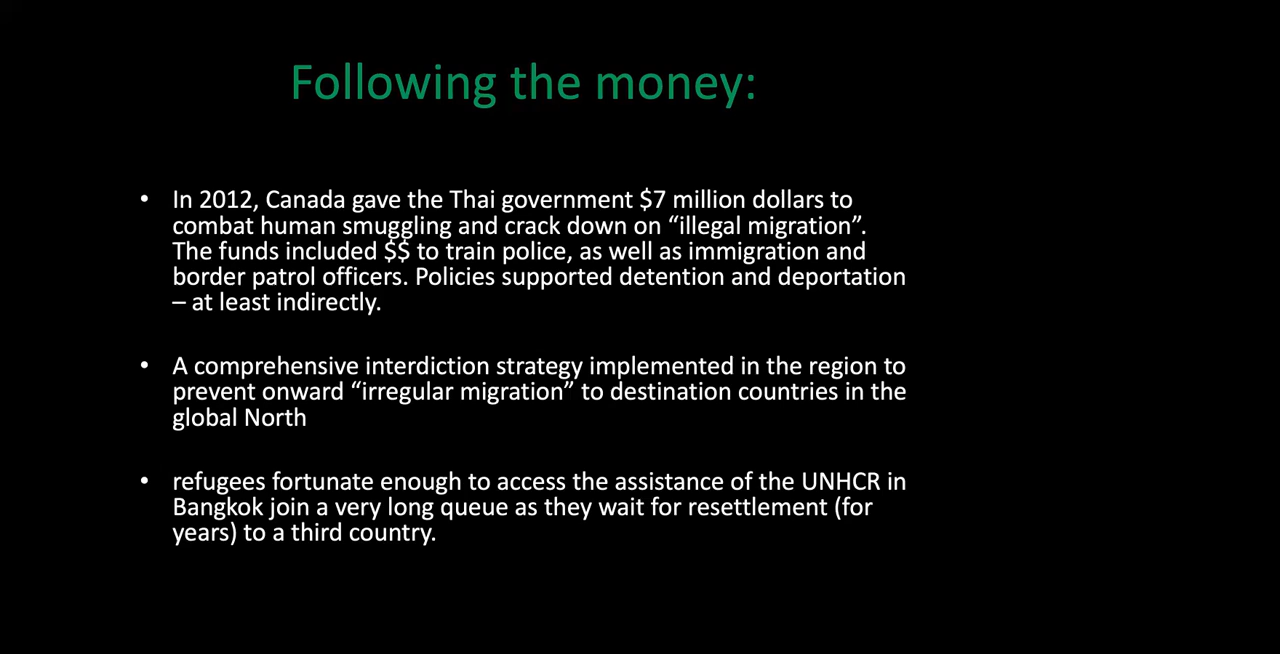 Following the money:
• In 2012, Canada gave the Thai government $7 million dollars to
combat human smuggling and crack down on “illegal migration”.
The funds included $$ to train police, as well as immigration and
border patrol officers. Policies supported detention and deportation
– at least indirectly.
• A comprehensive interdiction strategy implemented in the region to
prevent onward “irregular migration” to destination countries in the
global North
• refugees fortunate enough to access the assistance of the UNHCR in
Bangkok join a very long queue as they wait for resettlement (for
years) to a third country.